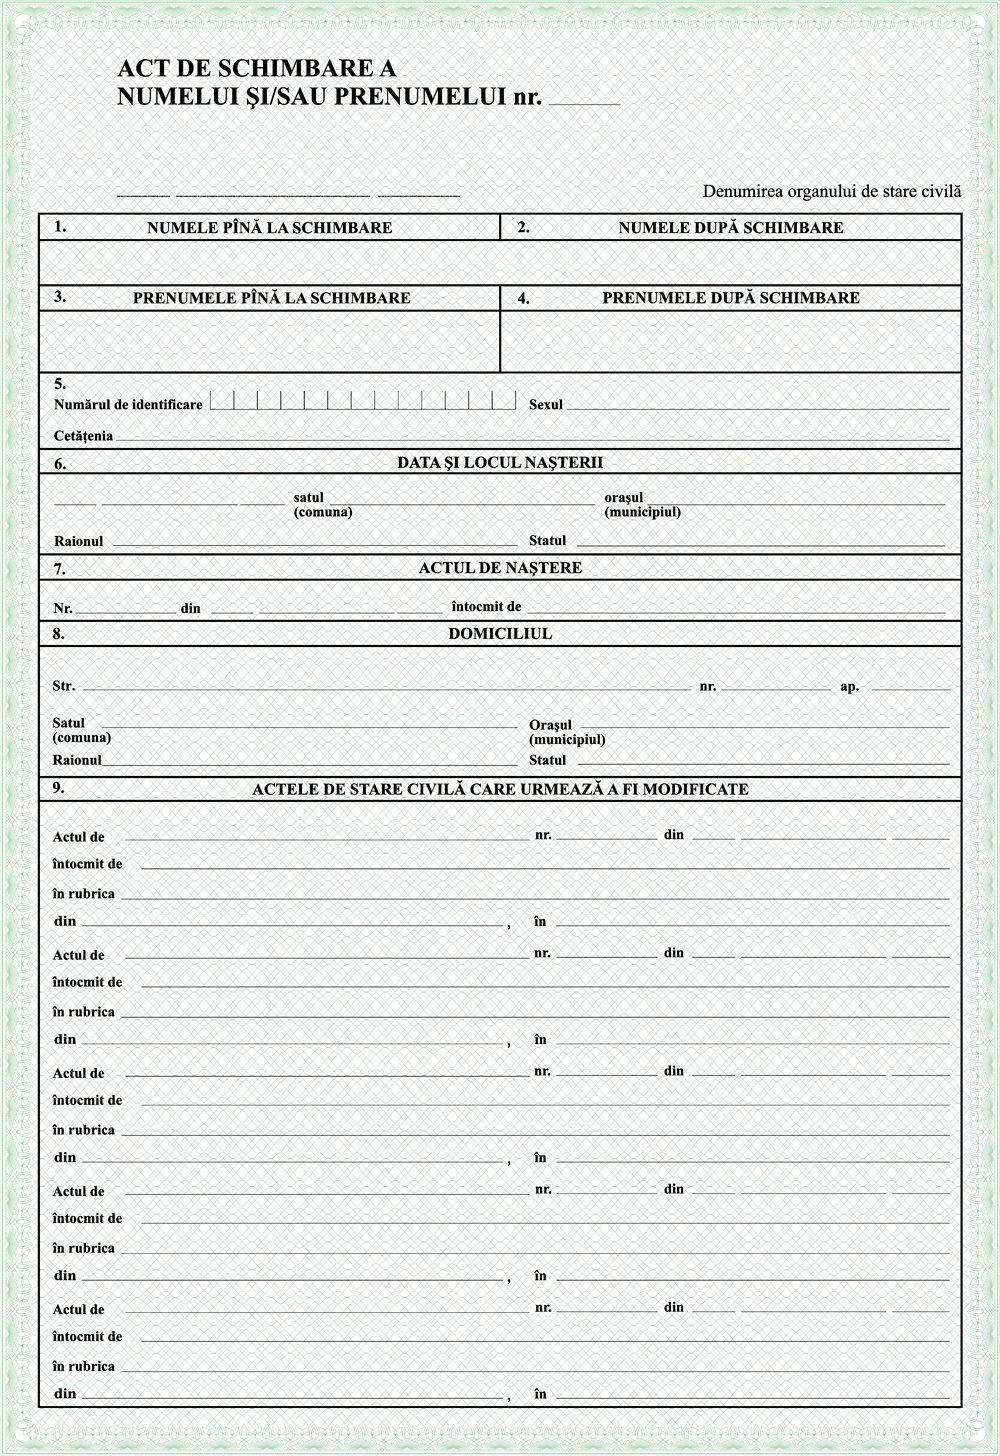 ACT DE SCHIMBARE A
NUMELUI ŞI/SAU PRENUMELUI nr.
Denumirea organului de stare civilă
1. NUMELE PÎNĂ LA SCHIMBARE 2. NUMELE DUPĂ SCHIMBARE
3. PRENUMELE PÎNĂ LA SCHIMBARE 4. PRENUMELE DUPĂ SCHIMBARE
5.
Numărul de identificare Sexul
Cetăţenia
6. DATA ŞI LOCUL NAŞTERII
satul oraşul
(comuna) (municipiul)
Raionul Statul
7. ACTUL DE NAŞTERE
Nr. din întocmit de
8. DOMICILIUL
Str. nr. ap.
Satul Oraşul
(comuna) (municipiul)
Raionul Statul
9. ACTELE DE STARE CIVILĂ CARE URMEAZĂ A FI MODIFICATE
Actul de nr. din
întocmit de
în rubrica
din , în
Actul de nr. din
întocmit de
în rubrica
din , în
Actul de nr. din
întocmit de
în rubrica
din , în
Actul de nr. din
întocmit de
în rubrica
din , în
Actul de nr. din
întocmit de
în rubrica
din , în